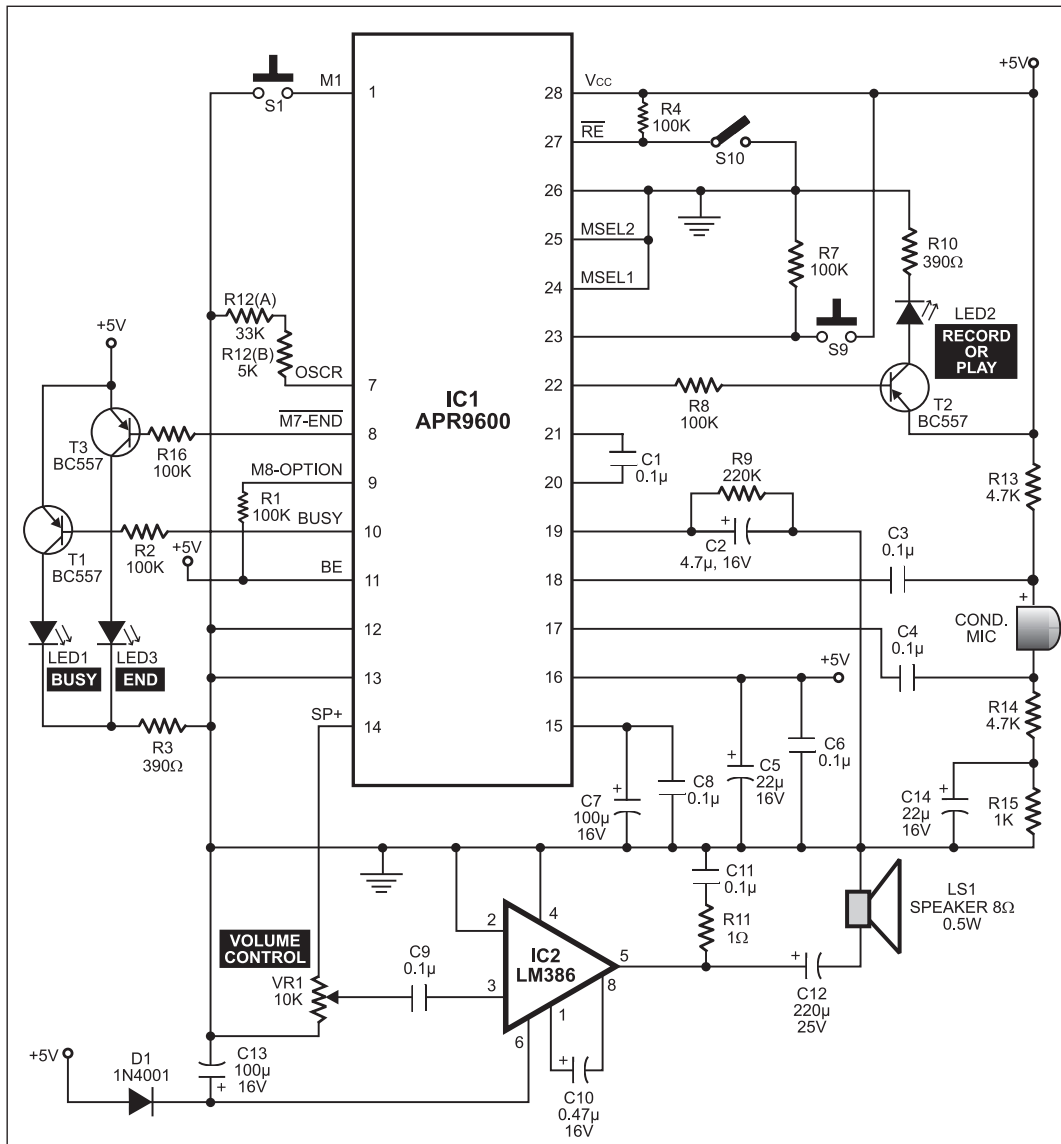 +5V
M1
S1
1
28
VCC
R4
100K
27
RE
S10
26
25
MSEL2
24
MSEL1
R7
100K
R10
390Ω
LED2
RECORD
OR
PLAY
23
S9
R12(A)
33K
R12(B)
5K
OSCR
7
IC1
APR9600
22
R8
100K
T2
BC557
+5V
T3
BC557
R16
100K
M7-END
8
21
C1
0.1µ
20
R9
220K
R13
4.7K
M8-OPTION
9
R1
100K
BUSY
10
19
+
C2
4.7µ, 16V
C3
0.1µ
T1
BC557
R2
100K
+5V
BE
11
18
+
COND.
MIC
LED1
BUSY
LED3
END
12
17
C4
0.1µ
13
16
+5V
R14
4.7K
SP+
14
15
R3
390Ω
+
C7
100µ
16V
C8
0.1µ
+
C5
22µ
16V
C6
0.1µ
+
C14
22µ
16V
R15
1K
C11
0.1µ
R11
1Ω
LS1
SPEAKER 8Ω
0.5W
VOLUME
CONTROL
VR1
10K
C9
0.1µ
2
4
3
IC2
LM386
5
8
1
6
+
C12
220µ
25V
+5V
D1
1N4001
C13
100µ
16V
+
+
C10
0.47µ
16V